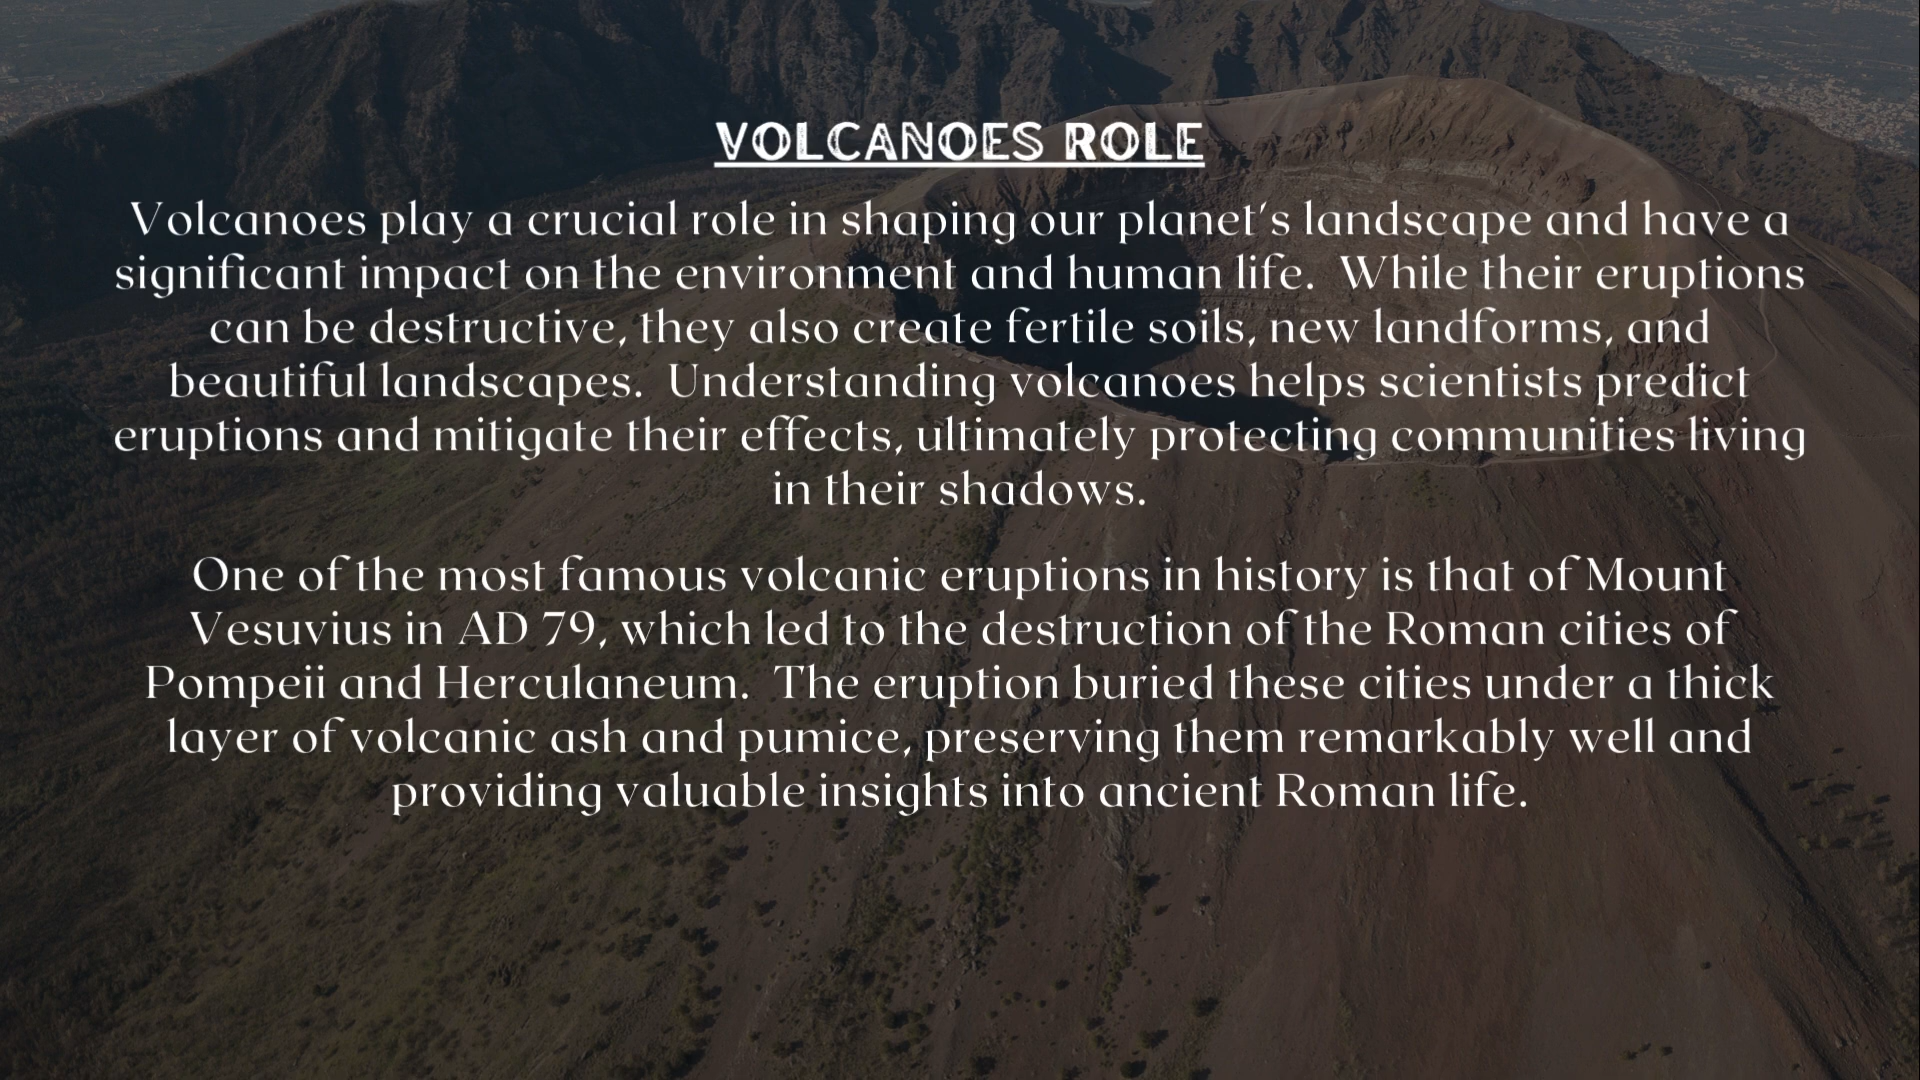 VOLCANOES ROLE
Volcanoes play a crucial role in shaping our planet's landscape and have a
significant impact on the environment and human life.  While their eruptions
can be destructive, they also create fertile soils, new landforms, and
beautiful landscapes.  Understanding volcanoes helps scientists predict
eruptions and mitigate their effects, ultimately protecting communities living
in their shadows.
One of the most famous volcanic eruptions in history is that of Mount
Vesuvius in AD 79, which led to the destruction of the Roman cities of
Pompeii and Herculaneum.  The eruption buried these cities under a thick
layer of volcanic ash and pumice, preserving them remarkably well and
providing valuable insights into ancient Roman life.